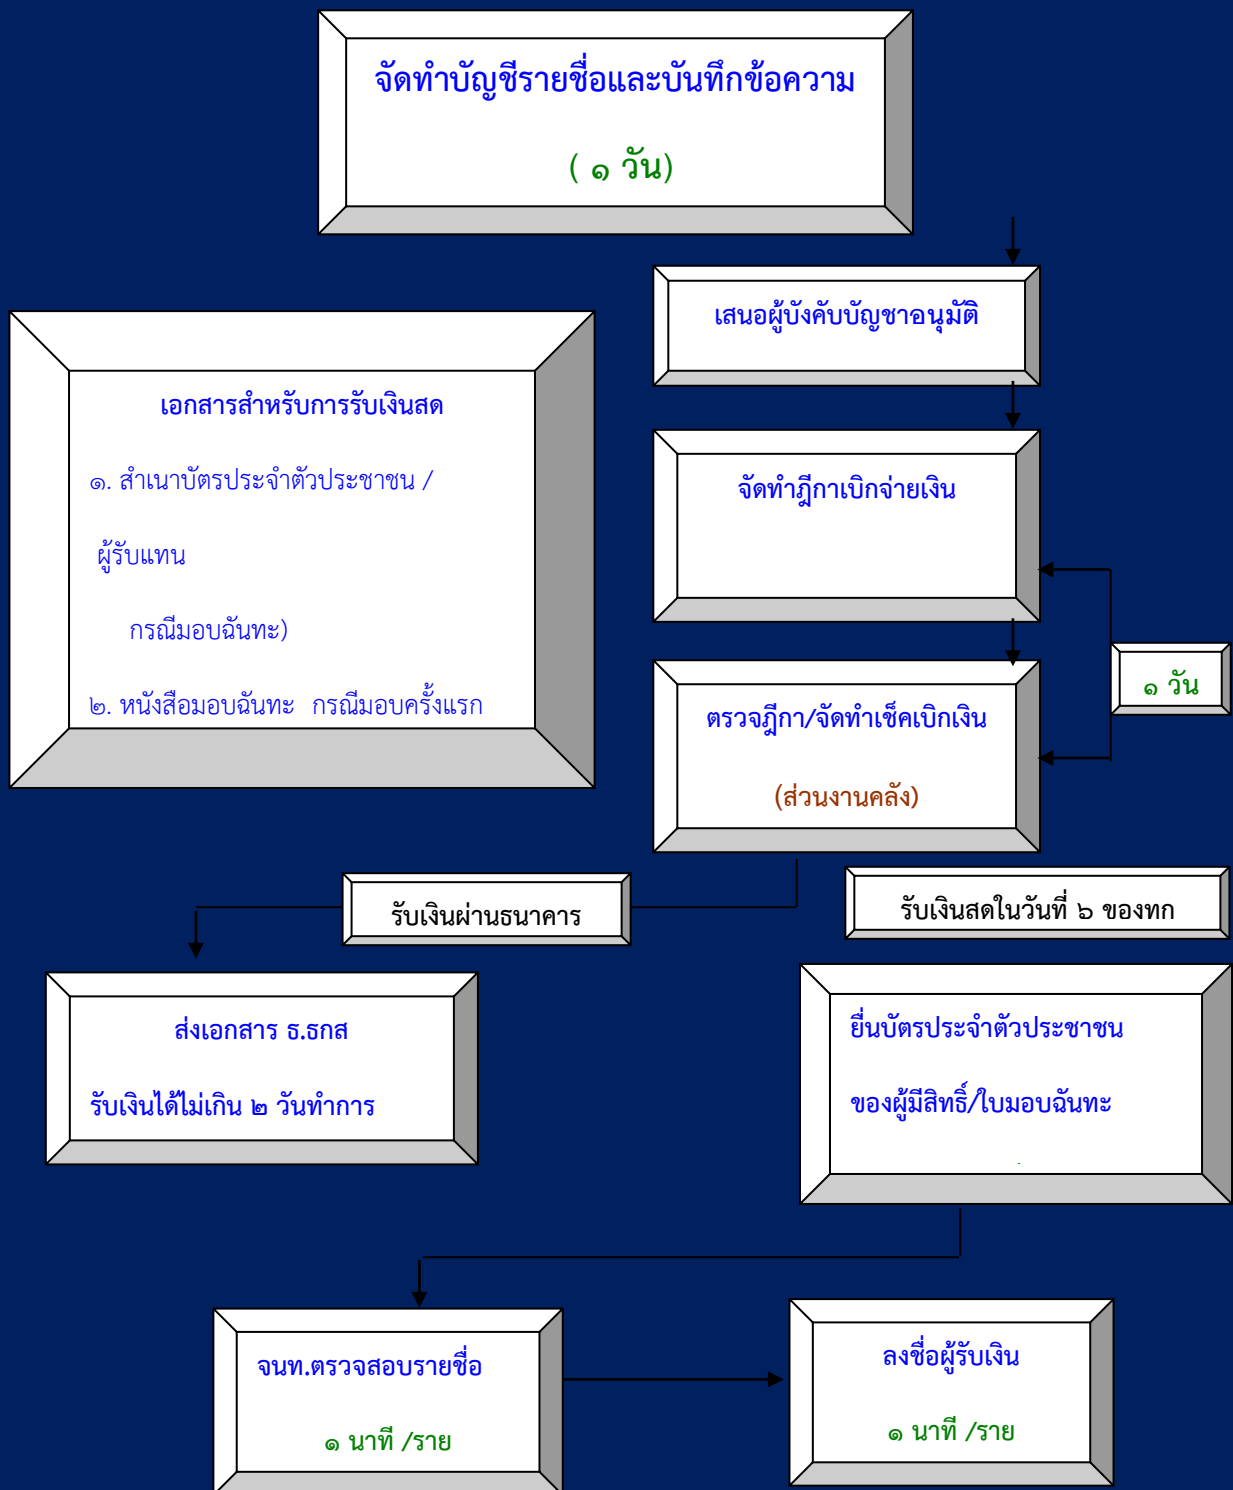 จัดทำบัญชีรายชื่อและบันทึกข้อความ
( ๑ วัน)
เสนอผู้บังคับบัญชาอนุมัติ
เอกสารสำหรับการรับเงินสด
๑. สำเนาบัตรประจำตัวประชาชน /
ผู้รับแทน
กรณีมอบฉันทะ)
๒. หนังสือมอบฉันทะ กรณีมอบครั้งแรก
จัดทำฎีกาเบิกจ่ายเงิน
๑ วัน
ตรวจฎีกา/จัดทำเช็คเบิกเงิน
(ส่วนงานคลัง)
รับเงินผ่านธนาคาร
รับเงินสดในวันที่ ๖ ของทก
ส่งเอกสาร ธ.ธกส
รับเงินได้ไม่เกิน ๒ วันทำการ
ยื่นบัตรประจำตัวประชาชน
ของผู้มีสิทธิ์/ใบมอบฉันทะ
จนท.ตรวจสอบรายชื่อ
๑ นาที /ราย
ลงชื่อผู้รับเงิน
๑ นาที /ราย